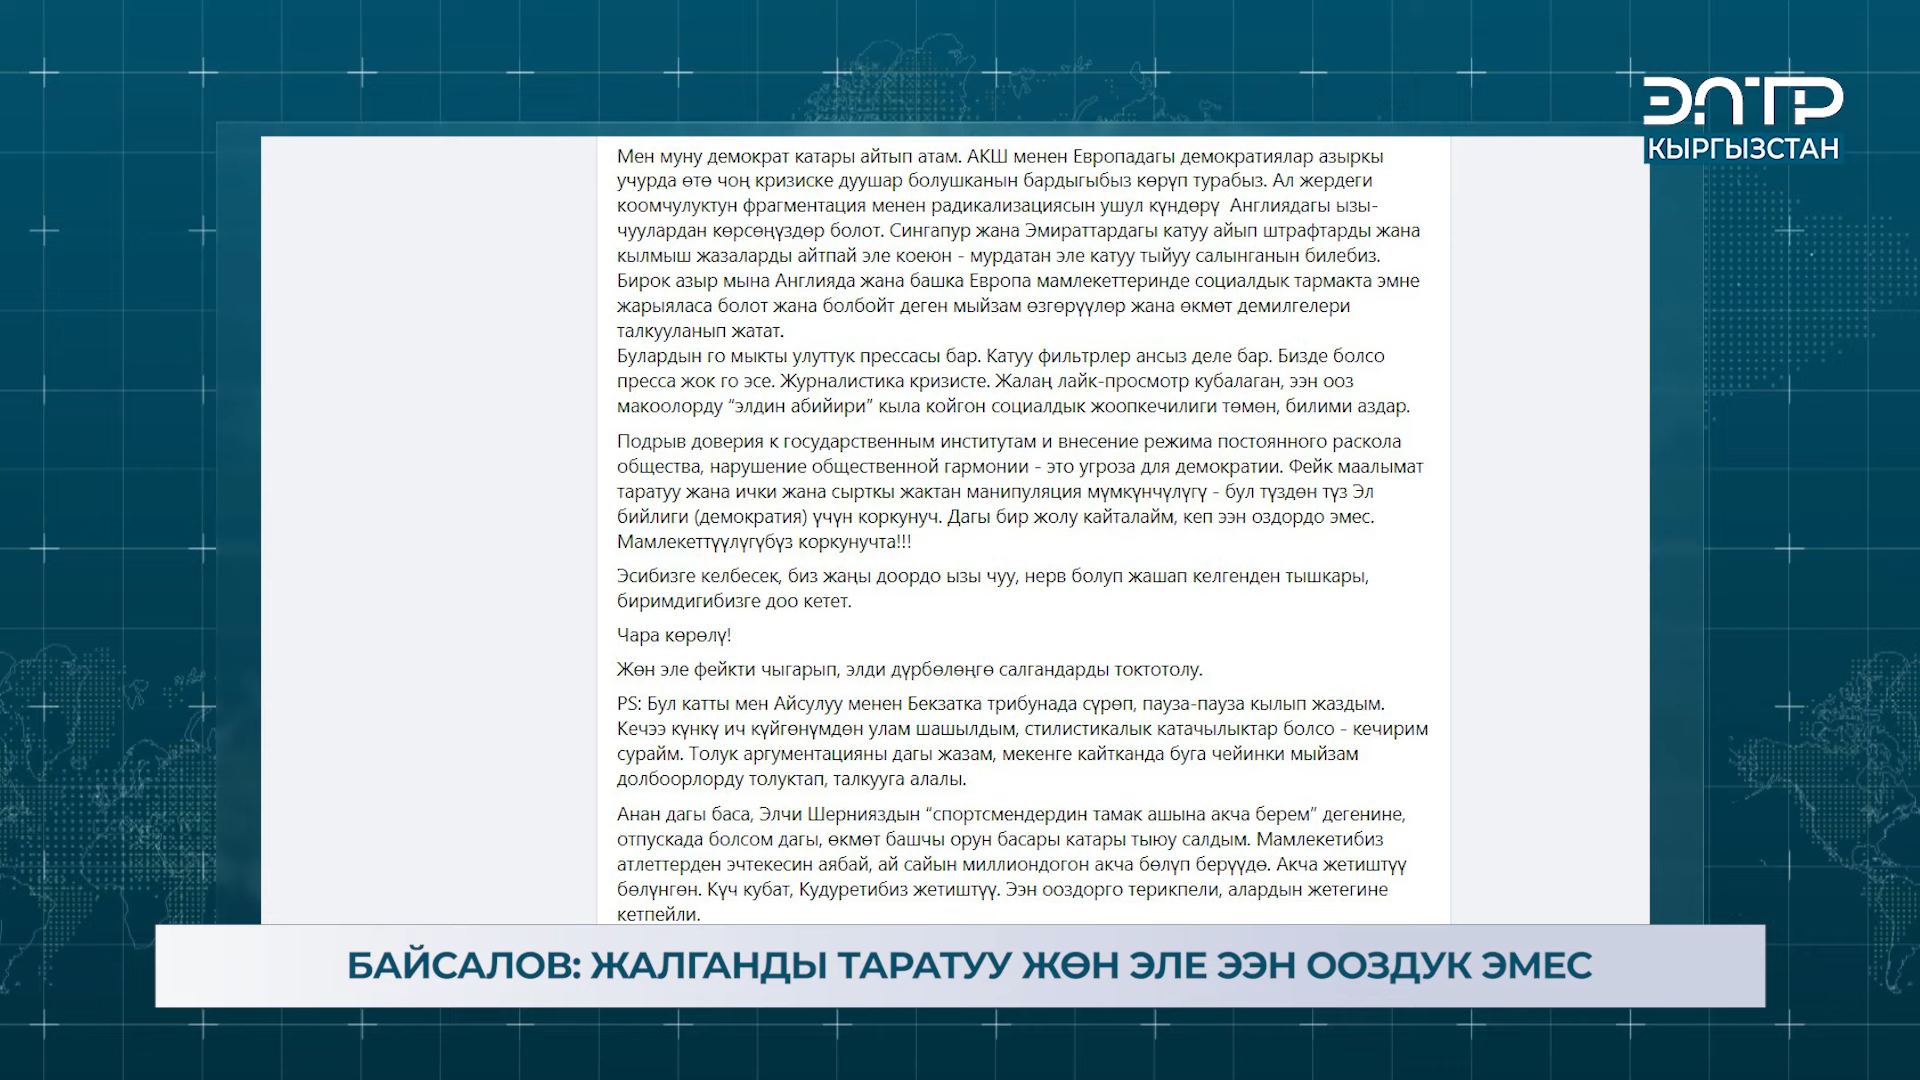 ЭЛТР
КЫРГЫЗСТАН
Мен муну демократ катары айтып атам. АКШ менен Европадагы демократиялар азыркы
учурда өтө чоң кризиске дуушар болушканын бардыгыбыз көрүп турабыз. Ал жердеги
коомчулуктун фрагментация менен радикализациясын ушул күндөрү  Англиядагы ызы-
чуулардан көрсөңүздөр болот. Сингапур жана Эмираттардагы катуу айып штрафтарды жана
кылмыш жазаларды айтпай эле коеюн - мурдатан эле катуу тыйуу салынганын билебиз.
Бирок азыр мына Англияда жана башка Европа мамлекеттеринде социалдык тармакта эмне
жарыяласа болот жана болбойт деген мыйзам өзгөрүүлөр жана өкмөт демилгелери
талкууланып жатат.
Булардын го мыкты улуттук прессасы бар. Катуу фильтрлер ансыз деле бар. Бизде болсо
пресса жок го эсе. Журналистика кризисте. Жалаң лайк-просмотр кубалаган, ээн ооз
макоолорду “элдин абийири” кыла койгон социалдык жоопкечилиги төмөн, билими аздар.
Подрыв доверия к государственным институтам и внесение режима постоянного раскола
общества, нарушение общественной гармонии - это угроза для демократии. Фейк маалымат
таратуу жана ички жана сырткы жактан манипуляция мүмкүнчүлүгү - бул түздөн түз Эл
бийлиги (демократия) үчүн коркунуч. Дагы бир жолу кайталайм, кеп ээн оздордо эмес.
Мамлекеттүүлүгүбүз коркунучта!!!
Эсибизге келбесек, биз жаңы доордо ызы чуу, нерв болуп жашап келгенден тышкары,
биримдигибизге доо кетет.
Чара көрөлү!
Жөн эле фейкти чыгарып, элди дүрбөлөңгө салгандарды токтотолу.
PS: Бул катты мен Айсулуу менен Бекзатка трибунада сүрөп, пауза-пауза кылып жаздым.
Кечээ күнкү ич күйгөнүмдөн улам шашылдым, стилистикалык катачылыктар болсо - кечирим
сурайм. Толук аргументацияны дагы жазам, мекенге кайтканда буга чейинки мыйзам
долбоорлорду толуктап, талкууга алалы.
Анан дагы баса, Элчи Шернияздын “спортсмендердин тамак ашына акча берем” дегенине,
отпускада болсом дагы, өкмөт башчы орун басары катары тыюу салдым. Мамлекетибиз
атлеттерден эчтекесин аябай, ай сайын миллиондогон акча бөлүп берүүдө. Акча жетиштүү
бөлүнгөн. Күч кубат, Кудуретибиз жетиштүү. Ээн ооздорго терикпели, алардын жетегине
кетпейли.
БАЙСАЛОВ: ЖАЛГАНДЫ ТАРАТУУ ЖӨН ЭЛЕ ЭЭН ООЗДУК ЭМЕС